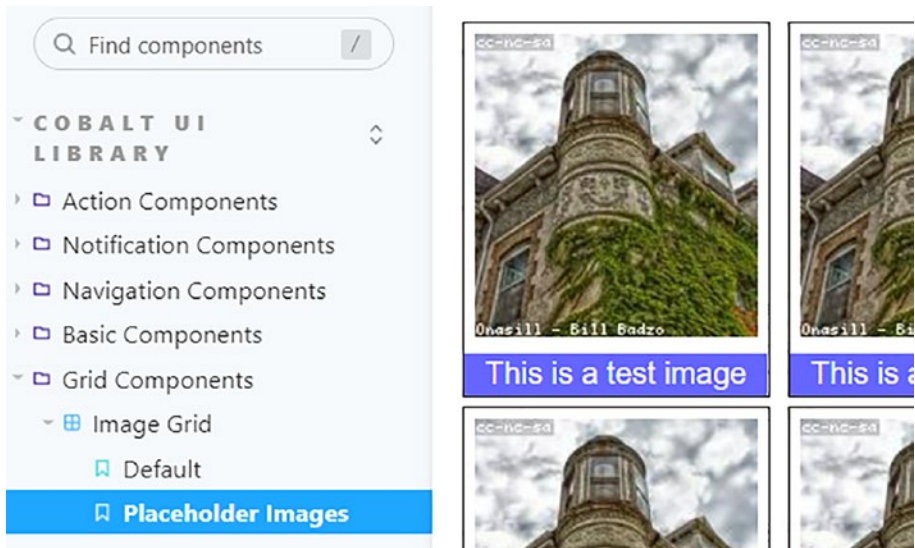 Find components /
COBALT UI
LIBRARY
Action Components
Notification Components
Navigation Components
Basic Components
Grid Components
Image Grid
Default
Placeholder Images
cc-nc-sa
cc-nc-sa
Onasill - Bill Badzo
Onasill - Bi
This is a test image
This is a
cc-nc-sa
cc-nc-sa